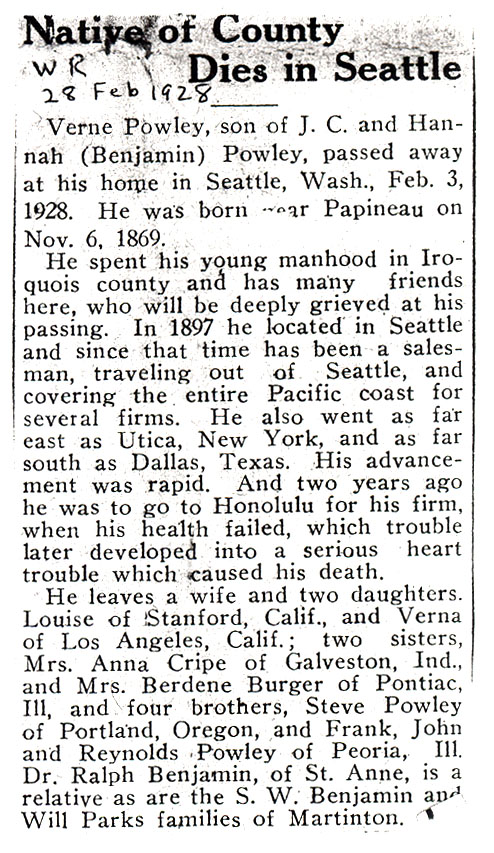 Native of County
Dies in Seattle
W R
28 Feb 1928
Verne Powley, son of J. C. and Han-
nah (Benjamin) Powley, passed away
at his home in Seattle, Wash., Feb. 3,
1928. He was born near Papineau on
Nov. 6, 1869.
He spent his young manhood in Iro-
quois county and has many friends
here, who will be deeply grieved at his
passing. In 1897 he located in Seattle
and since that time has been a sales-
man, traveling out of Seattle, and
covering the entire Pacific coast for
several firms. He also went as far
east as Utica, New York, and as far
south as Dallas, Texas. His advance-
ment was rapid. And two years ago
he was to go to Honolulu for his firm,
when his health failed, which trouble
later developed into a serious heart
trouble which caused his death.
He leaves a wife and two daughters.
Louise of Stanford, Calif., and Verna
of Los Angeles, Calif.; two sisters,
Mrs. Anna Cripe of Galveston, Ind.,
and Mrs. Berdene Burger of Pontiac,
Ill, and four brothers, Steve Powley
of Portland, Oregon, and Frank, John
and Reynolds Powley of Peoria, Ill.
Dr. Ralph Benjamin, of St. Anne, is a
relative as are the S. W. Benjamin and
Will Parks families of Martinton.